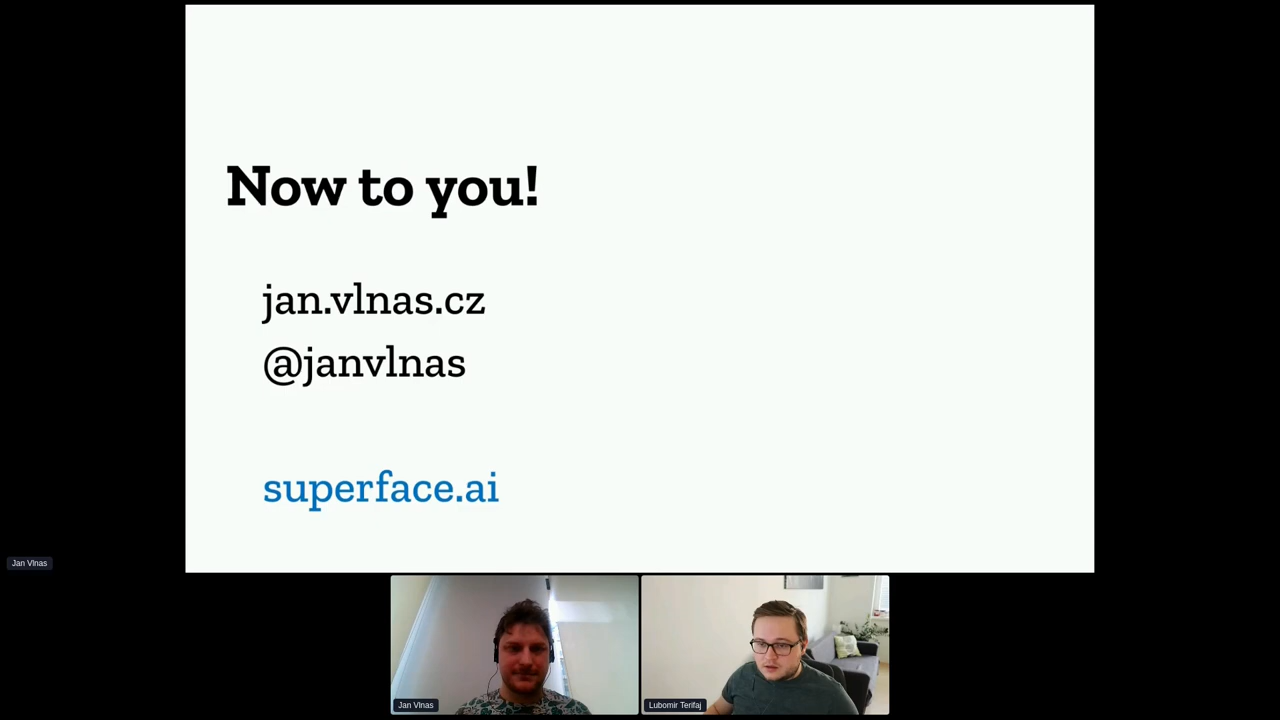 Now to you!
jan.vlnas.cz
@janvlnas
superface.ai
Jan Vlnas
Jan Vlnas
Lubomir Terifaj